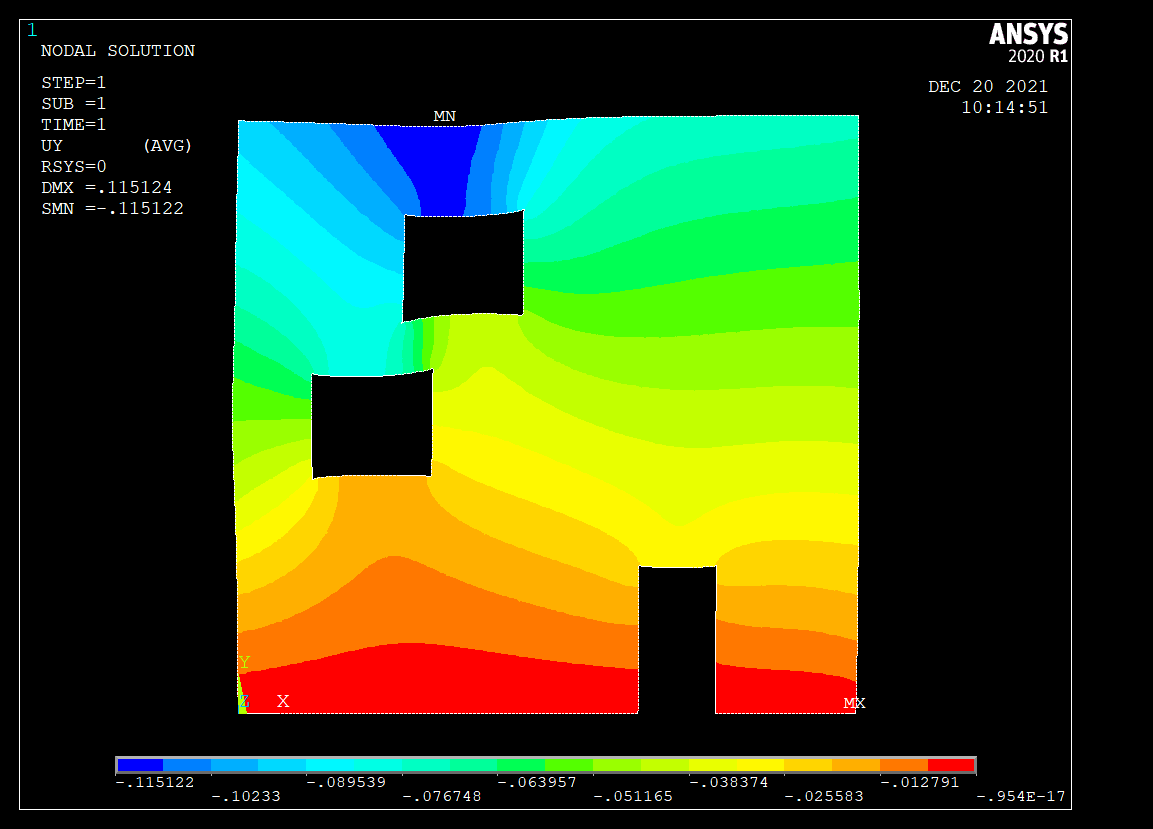 1
NODAL SOLUTION
STEP=1
SUB =1
TIME=1
UY (AVG)
RSYS=0
DMX =.115124
SMN =-.115122
ANSYS
2020 R1
DEC 20 2021
10:14:51
MN
Y
Z X
MX
-.115122 -.089539 -.063957 -.038374 -.012791
-.10233 -.076748 -.051165 -.025583 -.954E-17